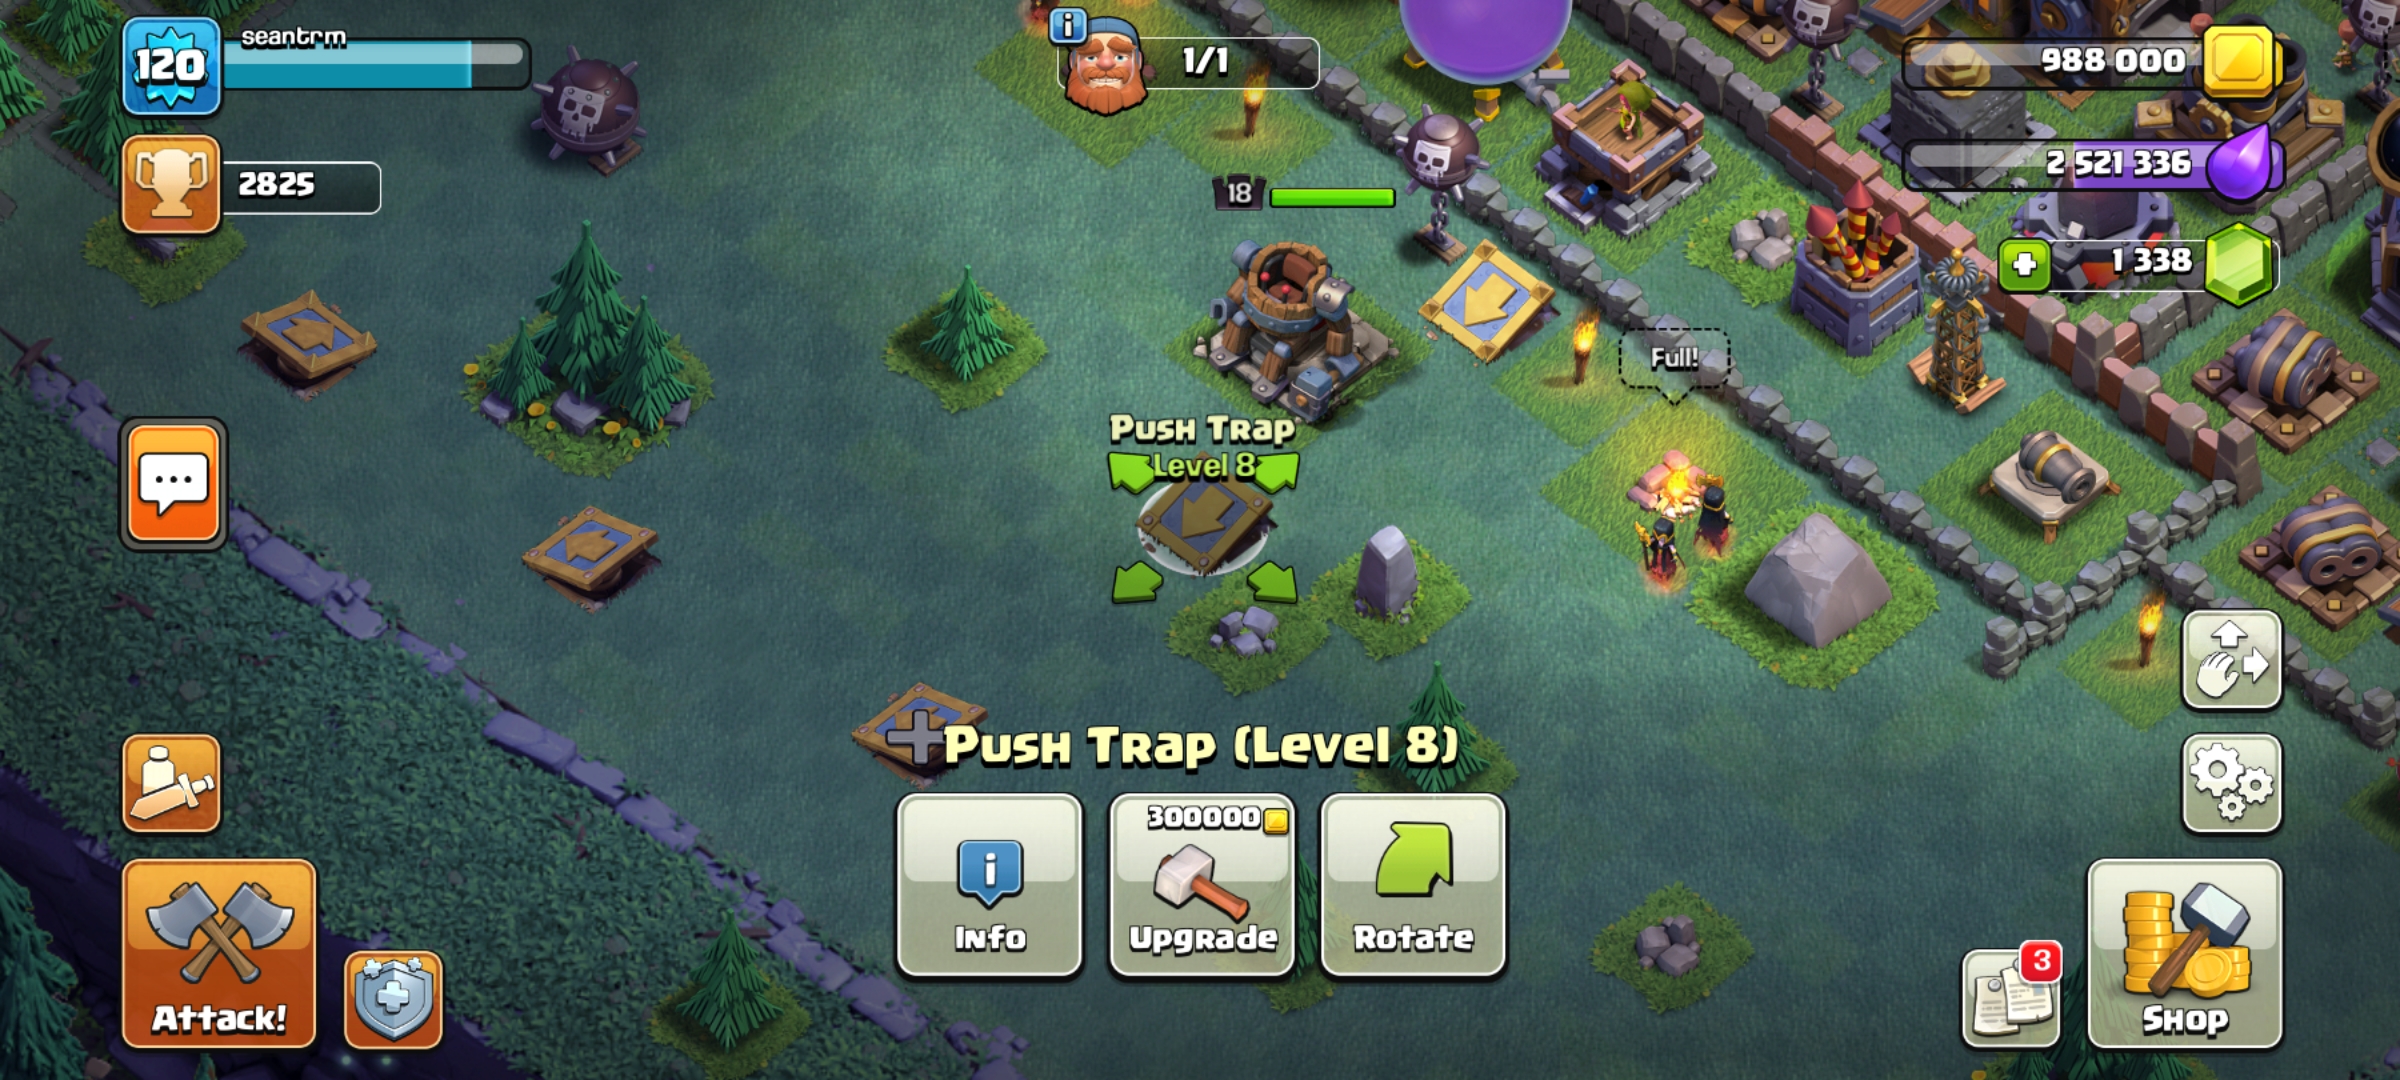 120
seantrm
1/1
988 000
2825
2 521 336
18
1 338
Full!
Push Trap
Level 8
Push Trap (Level 8)
300000
Info
Upgrade
Rotate
Attack!
3
Shop